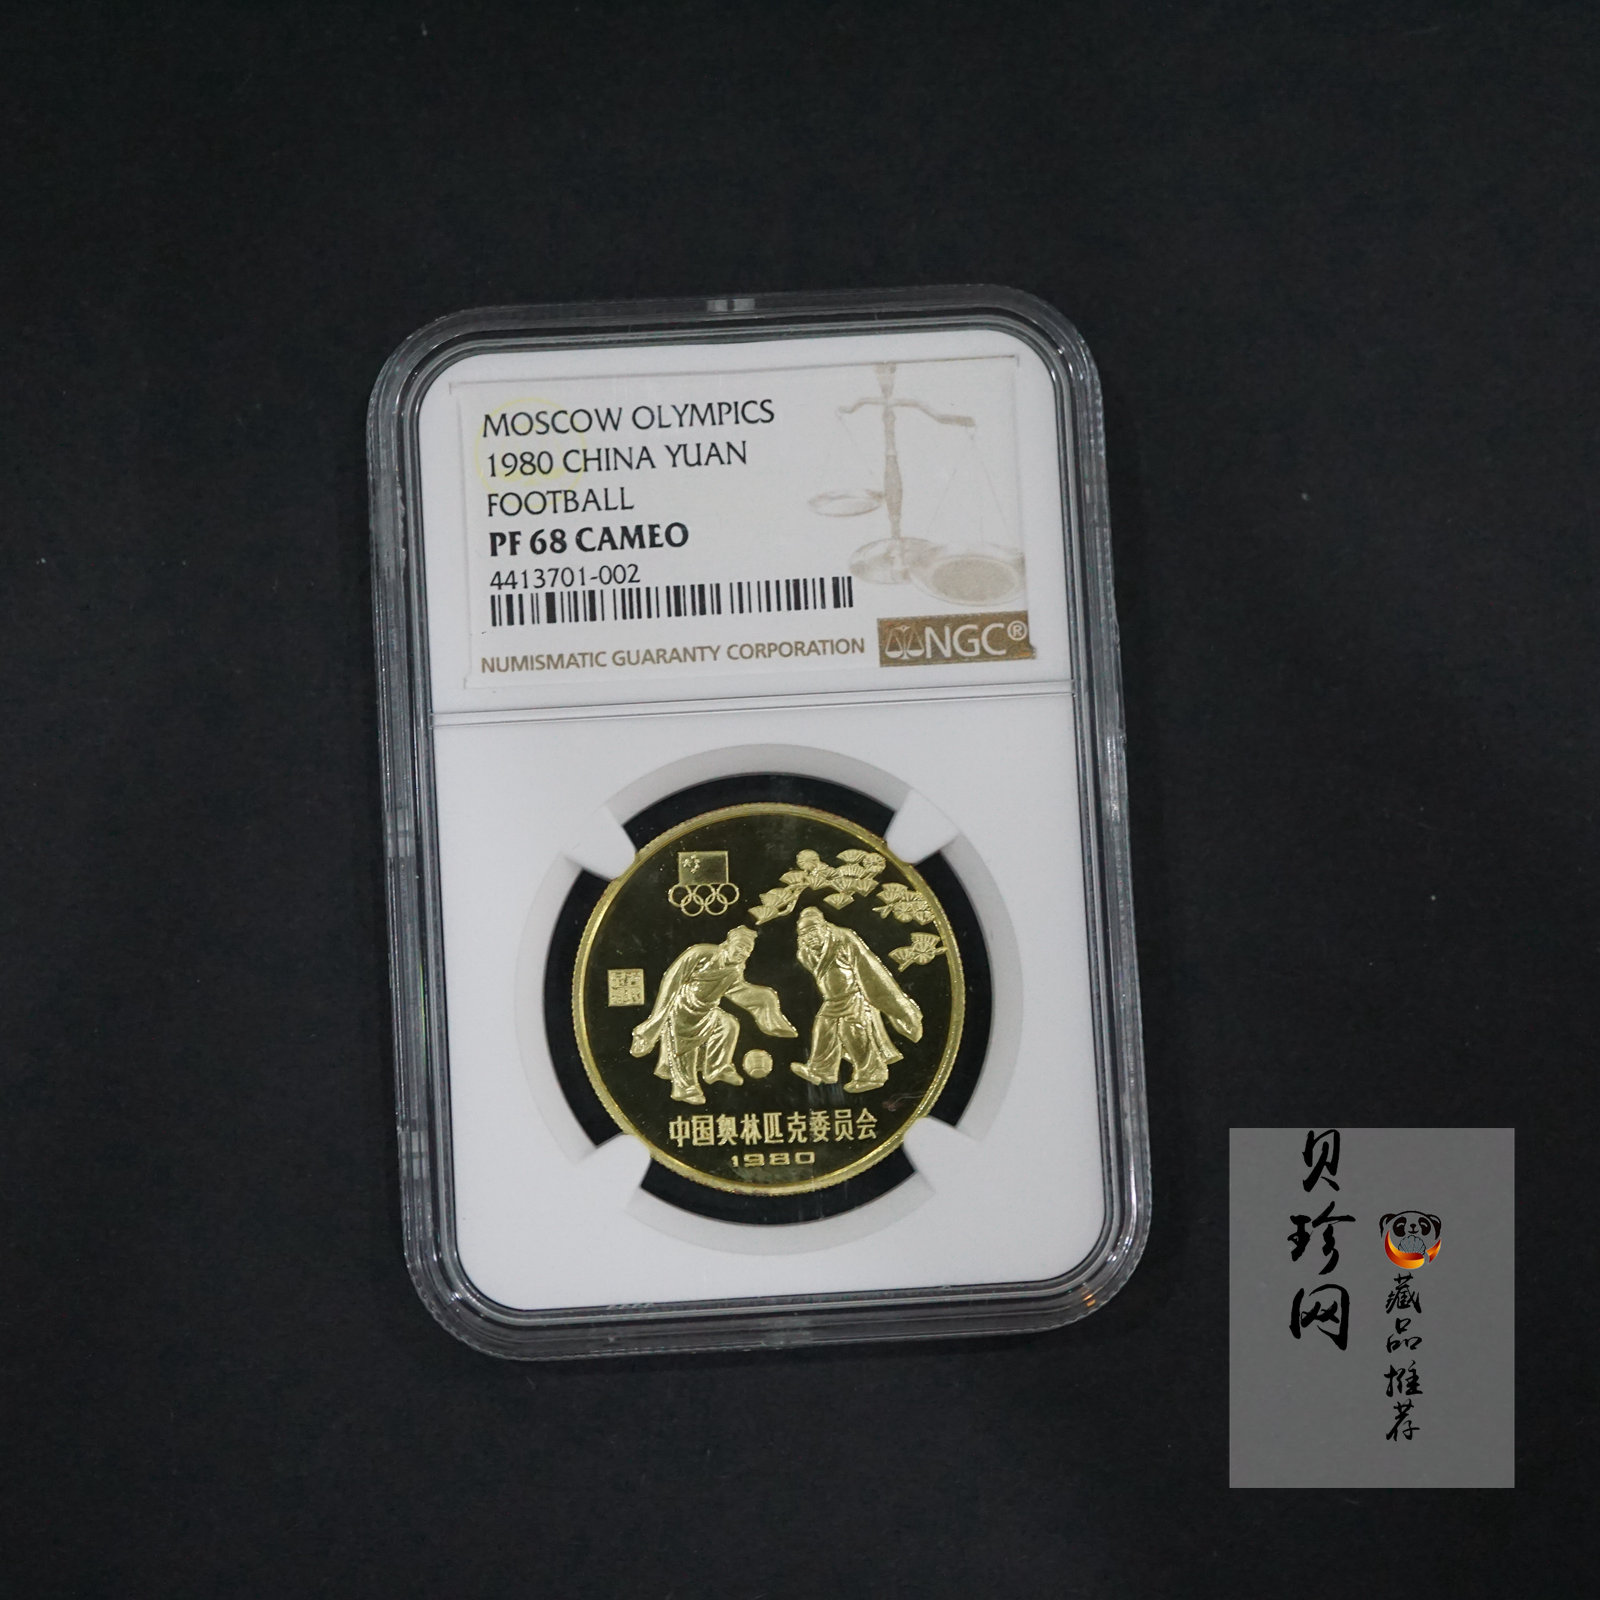 MOSCOW OLYMPICS
1980 CHINA YUAN
FOOTBALL
PF 68 CAMEO
4413701-002
NUMISMATIC GUARANTY CORPORATION
NGC®
中国奥林匹克委员会
1980
贝珍网
藏品推荐